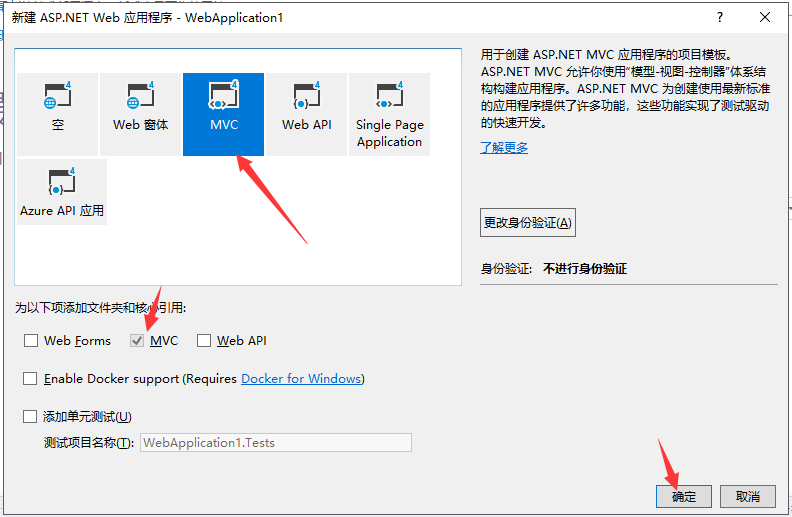 新建 ASP.NET Web 应用程序 - WebApplication1
?
空
Web 窗体
MVC
Web API
Single Page
Application
Azure API 应用
用于创建 ASP.NET MVC 应用程序的项目模板。
ASP.NET MVC 允许你使用"模型-视图-控制器"体系结
构构建应用程序。ASP.NET MVC 为创建使用最新标准
的应用程序提供了许多功能，这些功能实现了测试驱动
的快速开发。
了解更多
更改身份验证(A)
身份验证: 不进行身份验证
为以下项添加文件夹和核心引用:
Web Forms MVC Web API
Enable Docker support (Requires Docker for Windows)
添加单元测试(U)
测试项目名称(T): WebApplication1.Tests
确定 取消